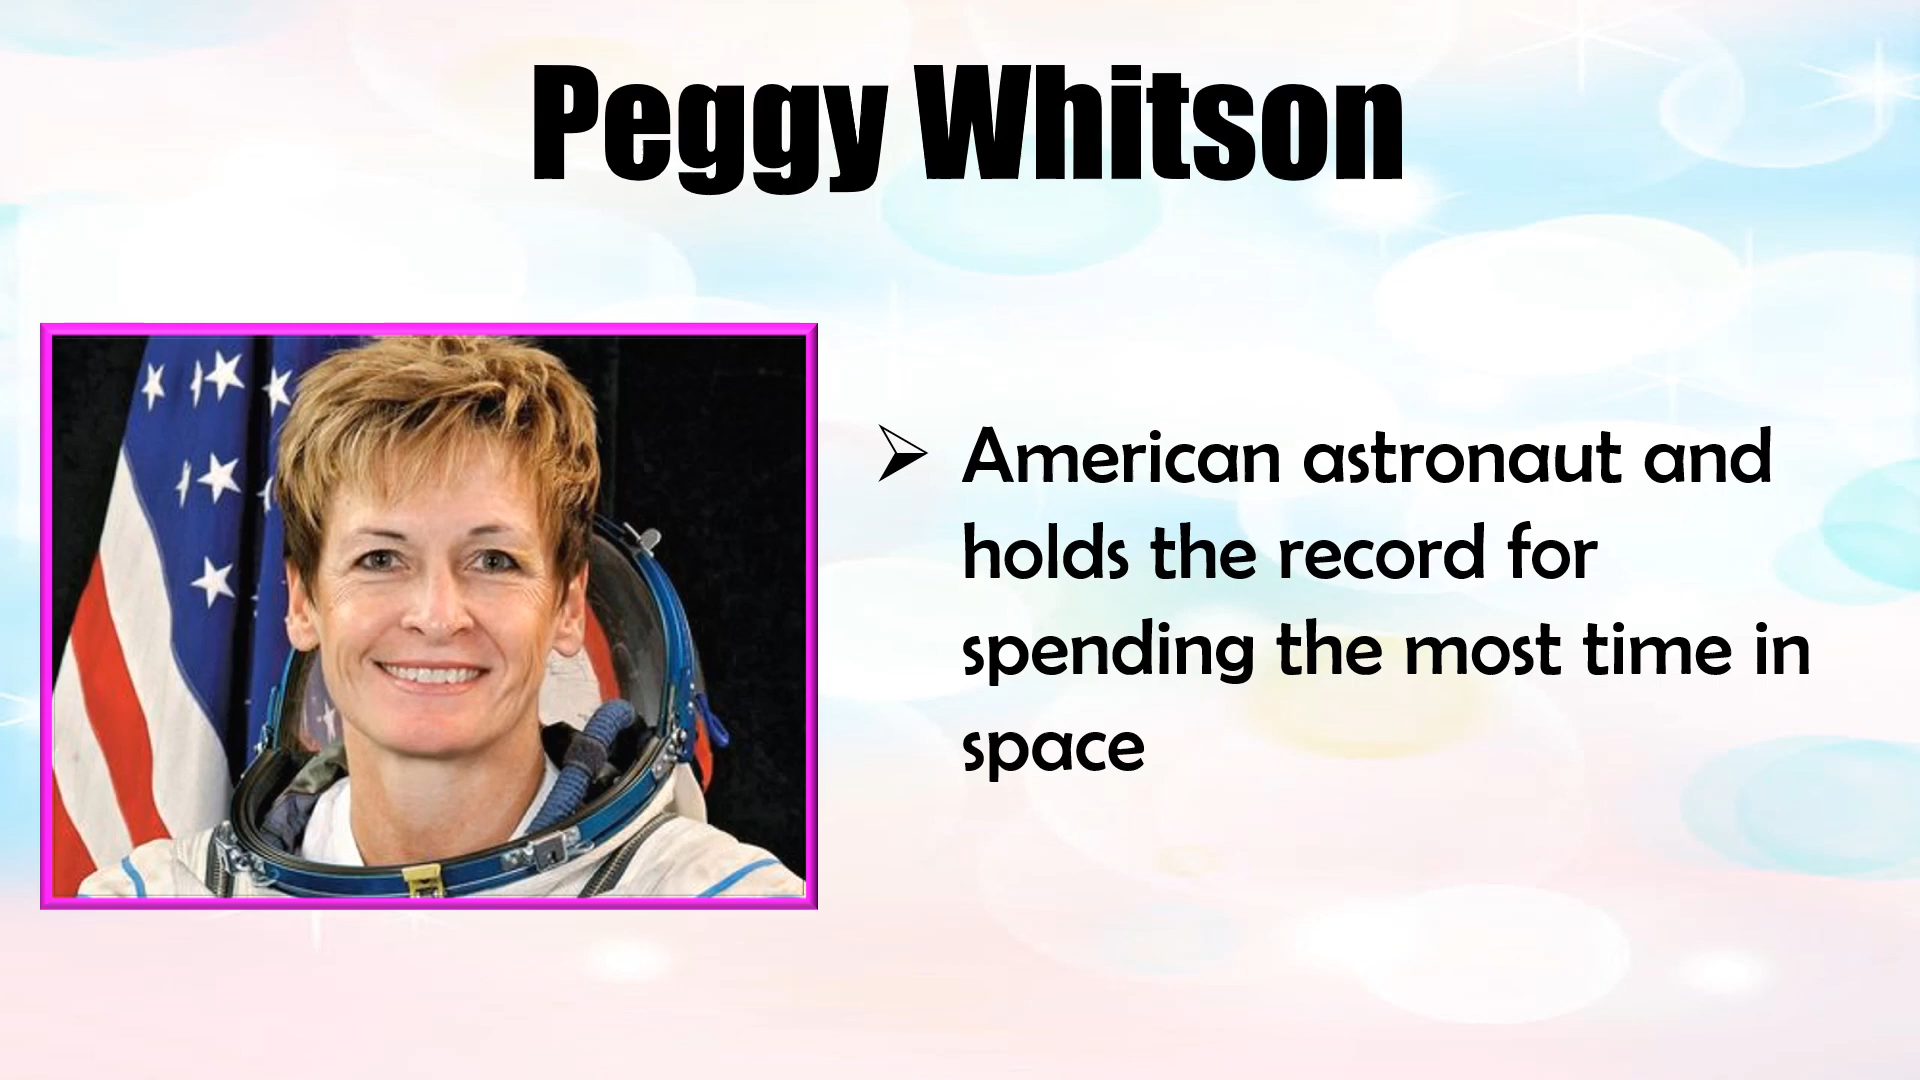 Peggy Whitson
➢ American astronaut and
holds the record for
spending the most time in
space